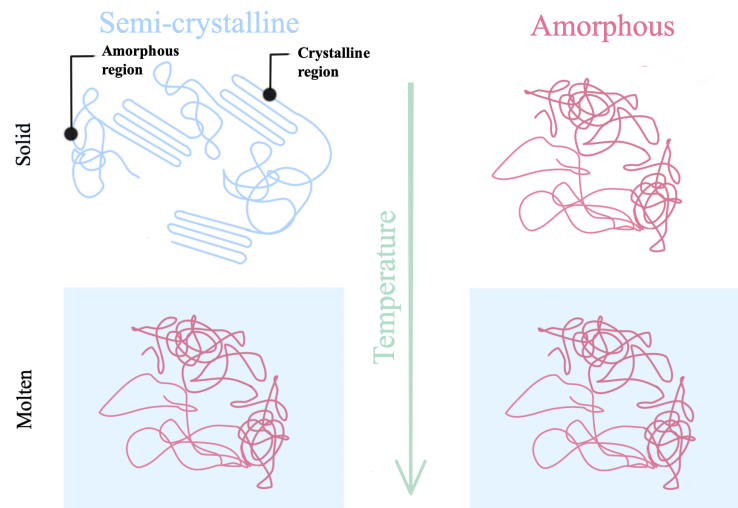 Semi-crystalline
Amorphous
Amorphous
region
Crystalline
region
Solid
Temperature
Molten